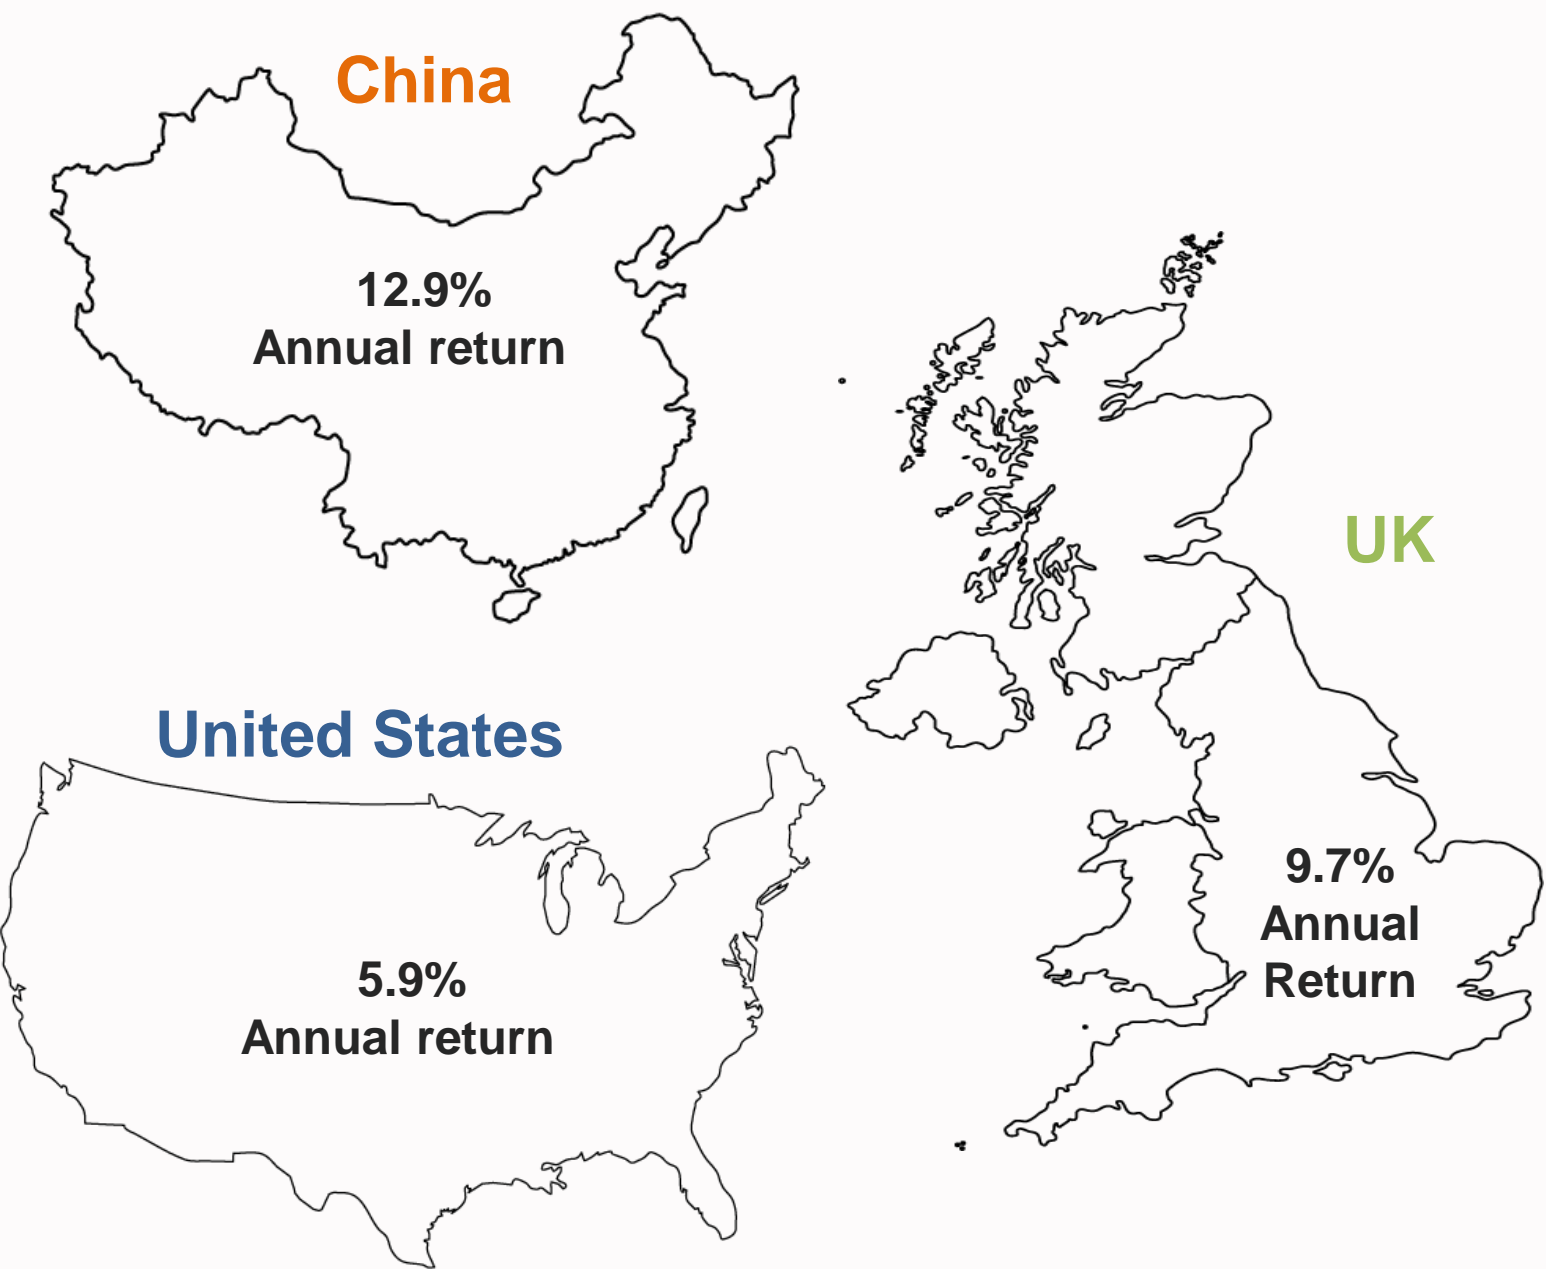 China
12.9%
Annual return
UK
United States
5.9%
Annual return
9.7%
Annual
Return